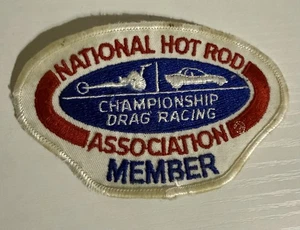 NATIONAL HOT ROD
CHAMPIONSHIP
DRAG RACING
ASSOCIATION
MEMBER